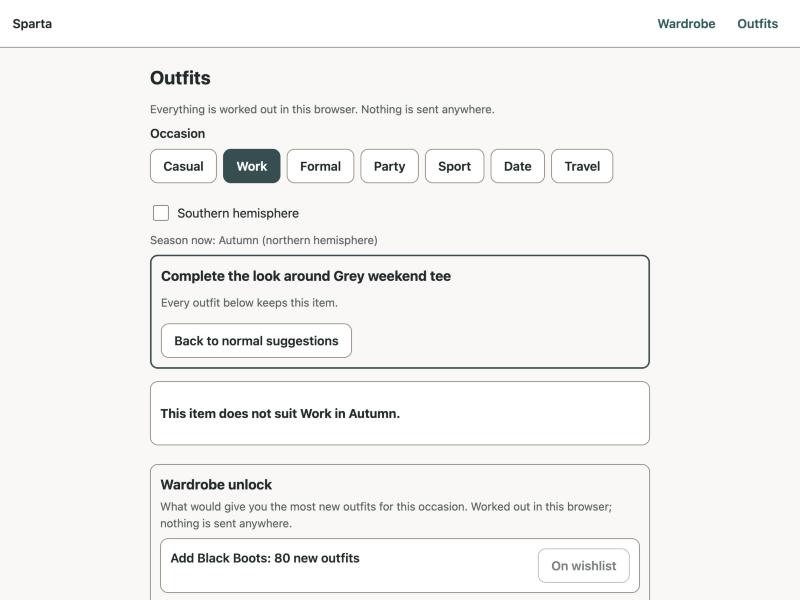 Sparta
Wardrobe
Outfits
Outfits
Everything is worked out in this browser. Nothing is sent anywhere.
Occasion
Casual
Work
Formal
Party
Sport
Date
Travel
Southern hemisphere
Season now: Autumn (northern hemisphere)
Complete the look around Grey weekend tee
Every outfit below keeps this item.
Back to normal suggestions
This item does not suit Work in Autumn.
Wardrobe unlock
What would give you the most new outfits for this occasion. Worked out in this browser;
nothing is sent anywhere.
Add Black Boots: 80 new outfits
On wishlist